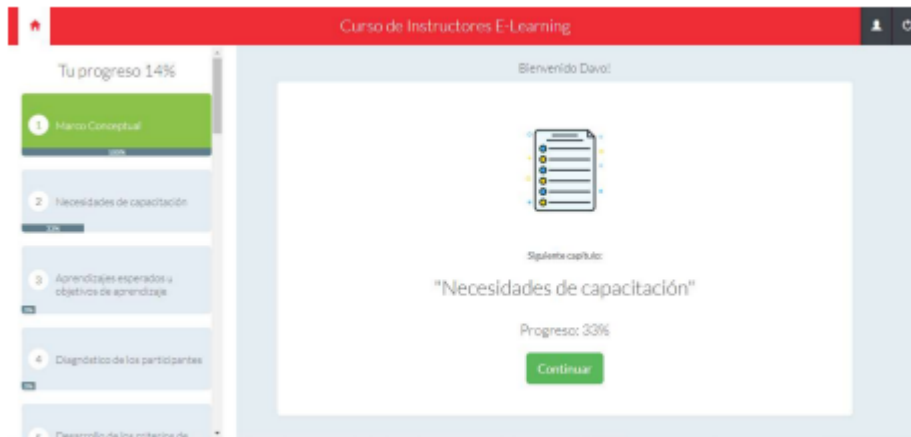 Curso de Instructores E-Learning
Tu progreso 14%
1
Marco Conceptual
100%
2
Necesidades de capacitación
33%
3
Aprendizajes esperados u
objetivos de aprendizaje
0%
4
Diagnóstico de los participantes
0%
Bienvenido Davo!
Siguiente capítulo:
"Necesidades de capacitación"
Progreso: 33%
Continuar